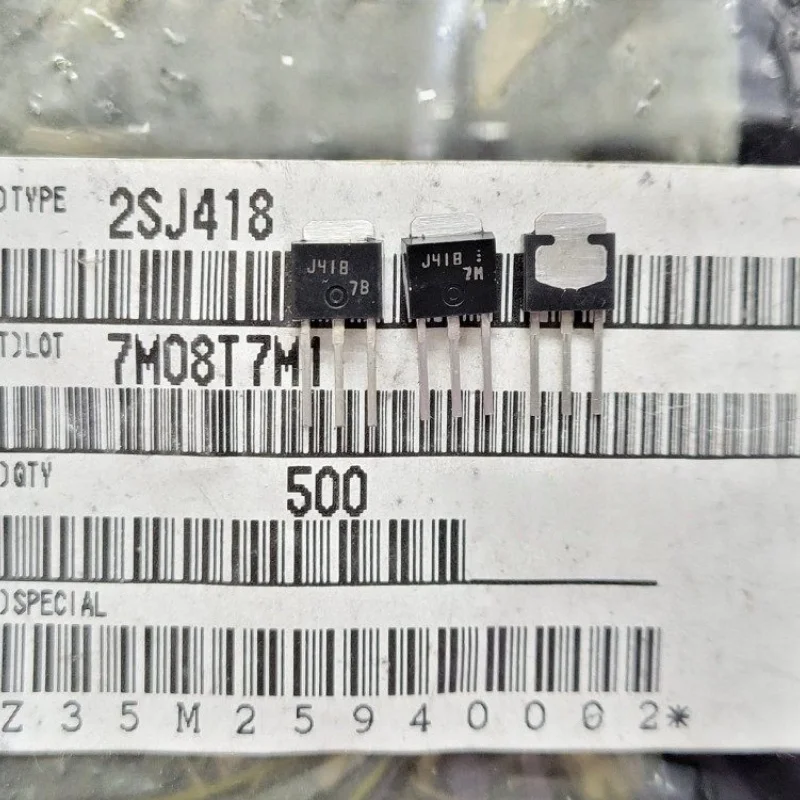 )TYPE 2SJ418
J418
7B
J418
7M
T)LOT 7M08T7M1
)QTY 500
)SPECIAL
Z35M25940002*